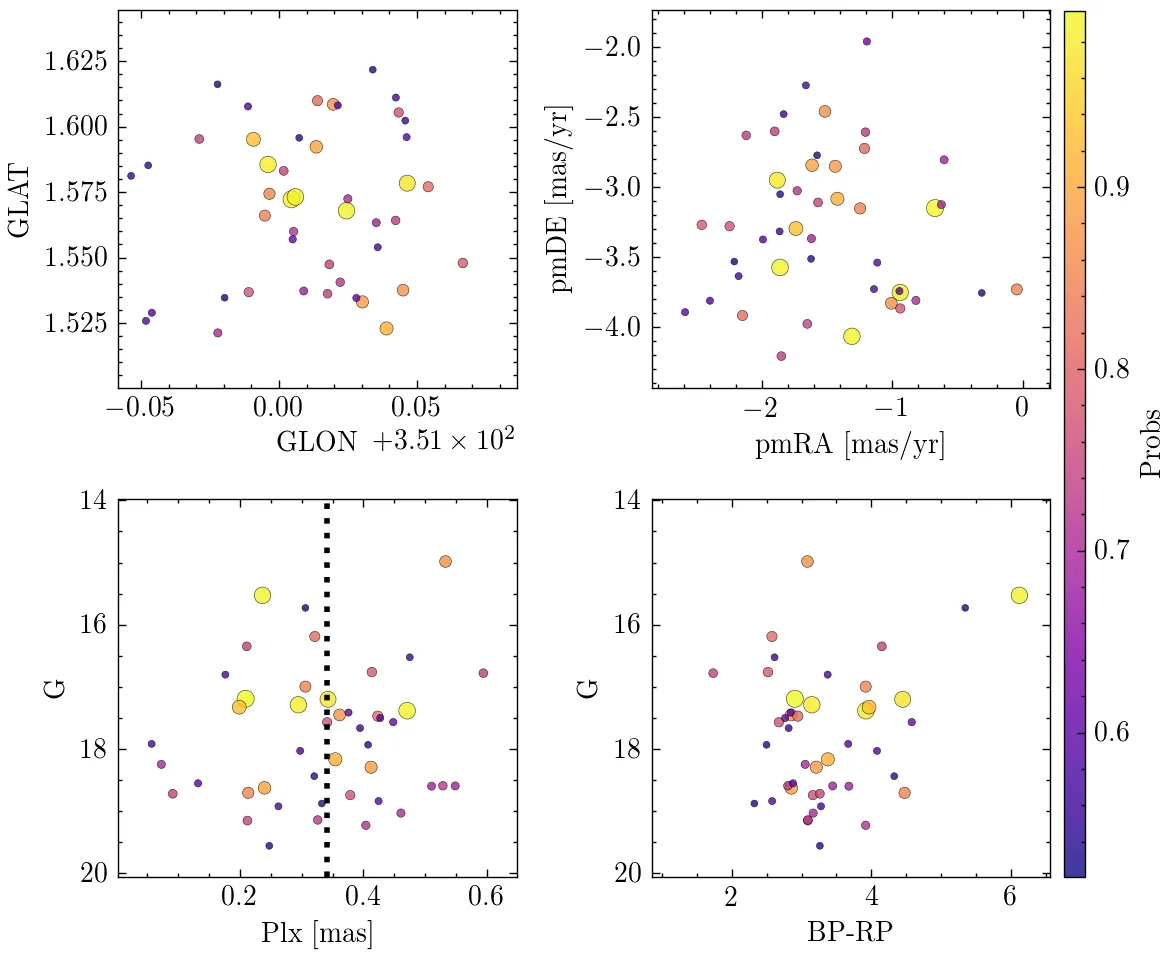 1.625
1.600
1.575
1.550
1.525
GLAT
−0.05 0.00 0.05
GLON +3.51 × 10²
−2.0
−2.5
−3.0
−3.5
−4.0
pmDE [mas/yr]
−2 −1 0
pmRA [mas/yr]
14
16
18
20
G
0.2 0.4 0.6
Plx [mas]
14
16
18
20
G
2 4 6
BP-RP
0.9
0.8
0.7
0.6
Probs